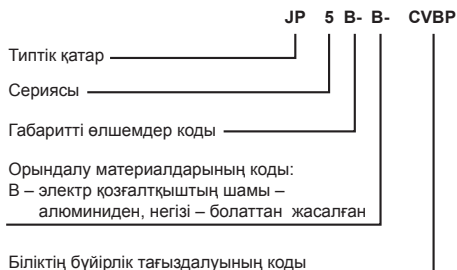 JP 5 B- B- CVBP
Типтік қатар
Сериясы
Габаритті өлшемдер коды
Орындалу материалдарының коды:
B – электр қозғалтқыштың шамы –
алюминиден, негізі – болаттан жасалған
Біліктің бүйірлік тағыздалуының коды